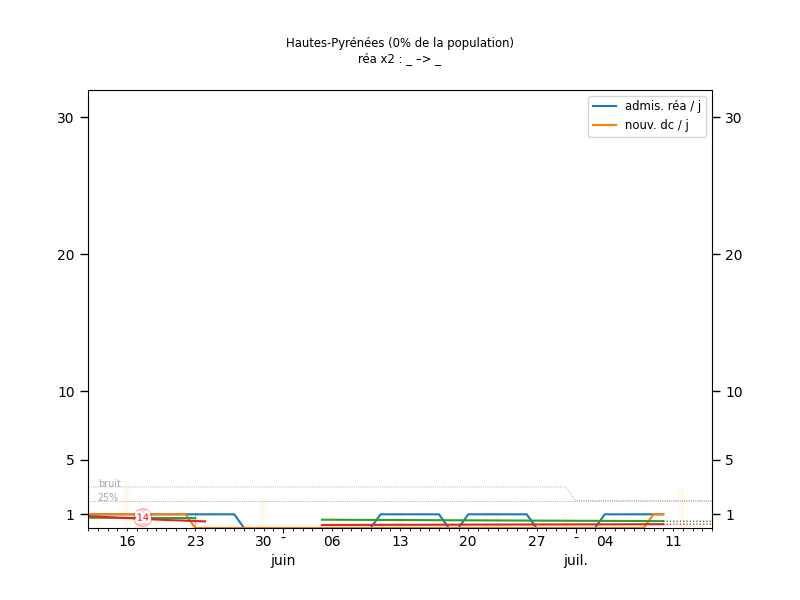 Hautes-Pyrénées (0% de la population)
réa x2 : _ –> _
admis. réa / j
nouv. dc / j
30 30
20 20
10 10
5 5
bruit
25%
1 -14 1
16 23 30 - 06 13 20 27 - 04 11
juin juil.